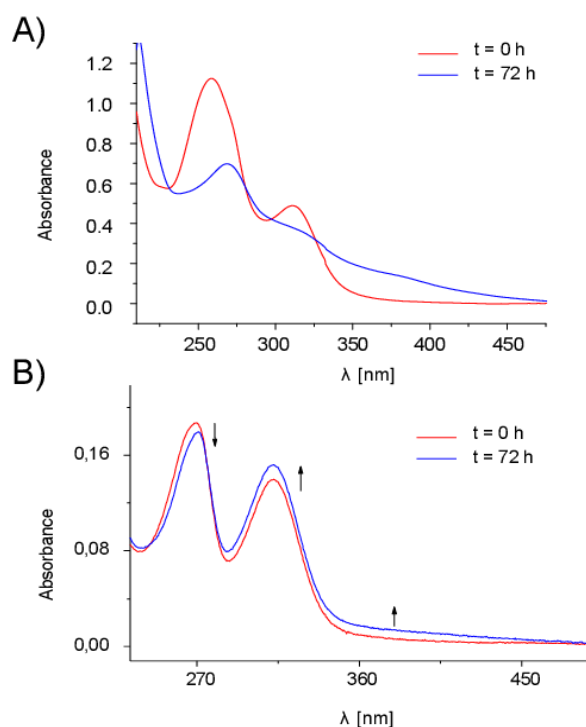 A)
t = 0 h
t = 72 h
1.2
1.0
0.8
0.6
0.4
0.2
0.0
Absorbance
250 300 350 400 450
λ [nm]
B)
t = 0 h
t = 72 h
0,16
0,08
0,00
Absorbance
270 360 450
λ [nm]